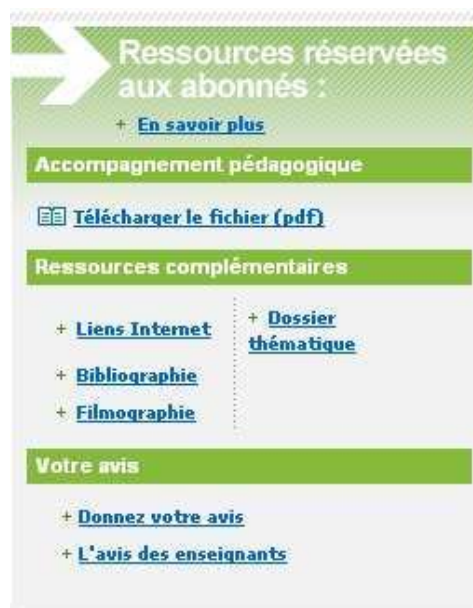 Ressources réservées
aux abonnés :
+ En savoir plus
Accompagnement pédagogique
Télécharger le fichier (pdf)
Ressources complémentaires
+ Liens Internet
+ Bibliographie
+ Filmographie
+ Dossier
thématique
Votre avis
+ Donnez votre avis
+ L'avis des enseignants